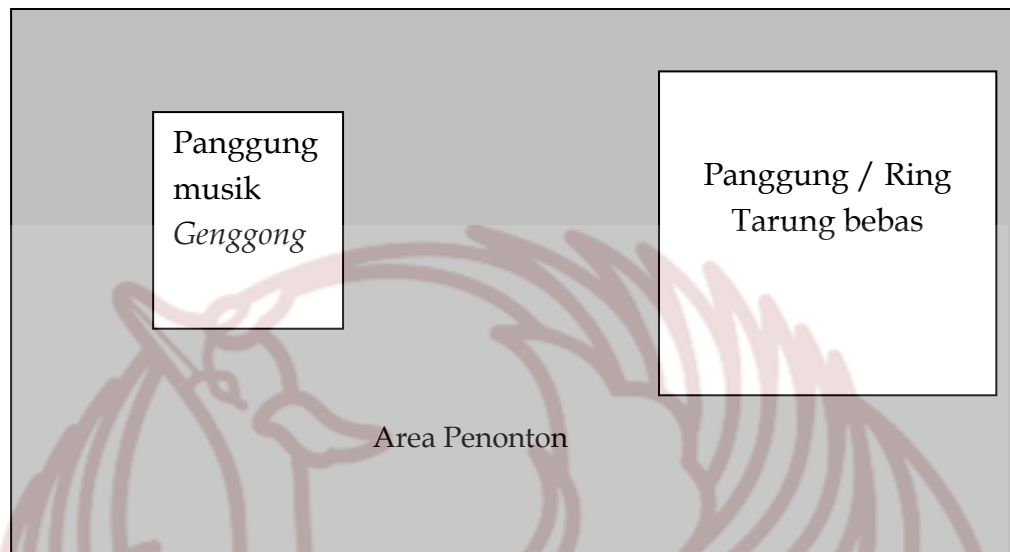 Panggung
musik
Genggong
Panggung / Ring
Tarung bebas
Area Penonton